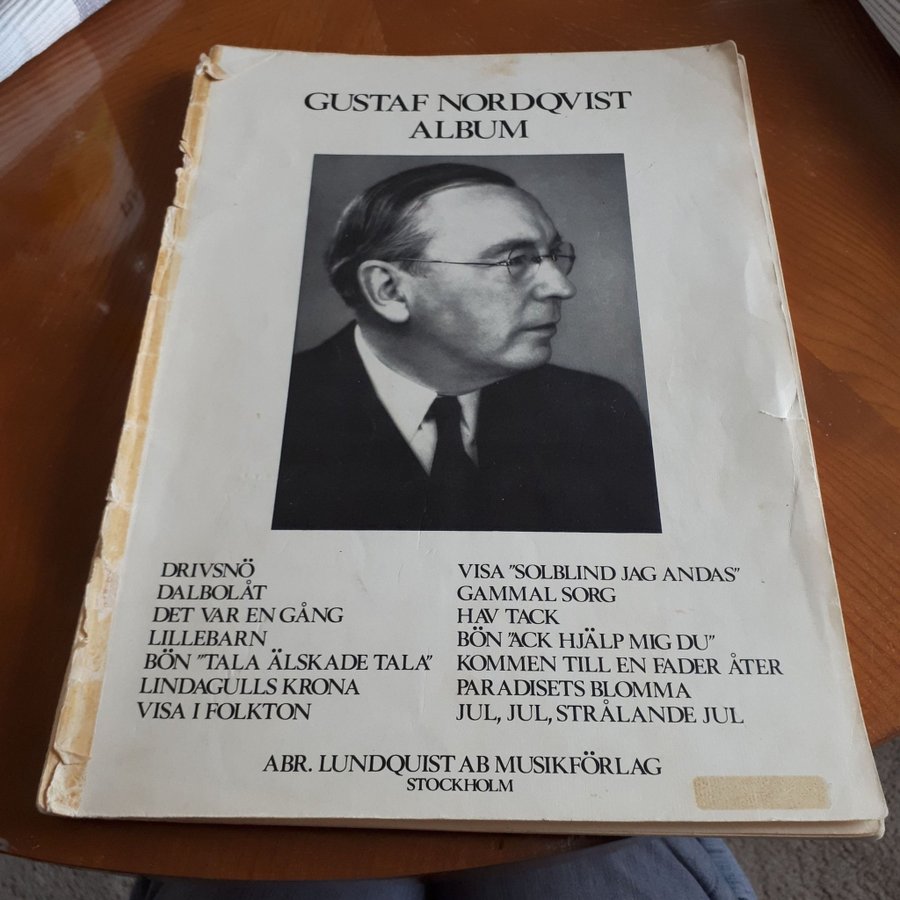 GUSTAF NORDQVIST
ALBUM
DRIVSNÖ
DALBOLÅT
DET VAR EN GÅNG
LILLEBARN
BÖN "TALA ÄLSKADE TALA"
LINDAGULLS KRONA
VISA I FOLKTON
VISA "SOLBLIND JAG ANDAS"
GAMMAL SORG
HAV TACK
BÖN "ACK HJÄLP MIG DU"
KOMMEN TILL EN FADER ÅTER
PARADISETS BLOMMA
JUL, JUL, STRÅLANDE JUL
ABR. LUNDQUIST AB MUSIKFÖRLAG
STOCKHOLM